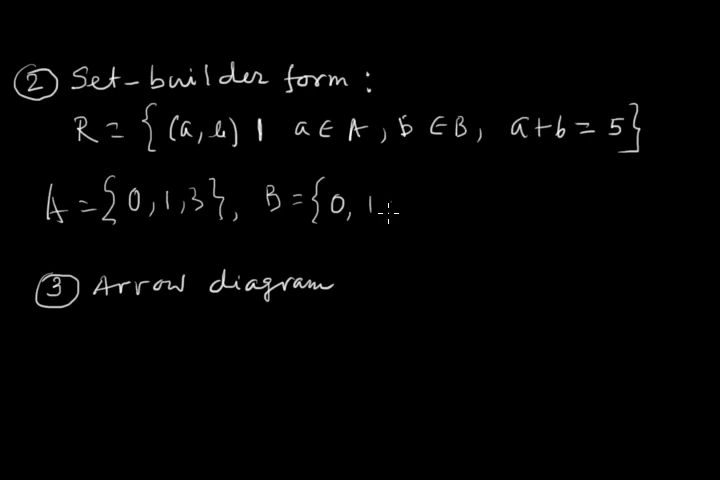 ② Set-builder form :
R = { (a, b) | a ∈ A , b ∈ B , a+b = 5 }
A = { 0, 1, 3 } , B = { 0, 1
③ Arrow diagram